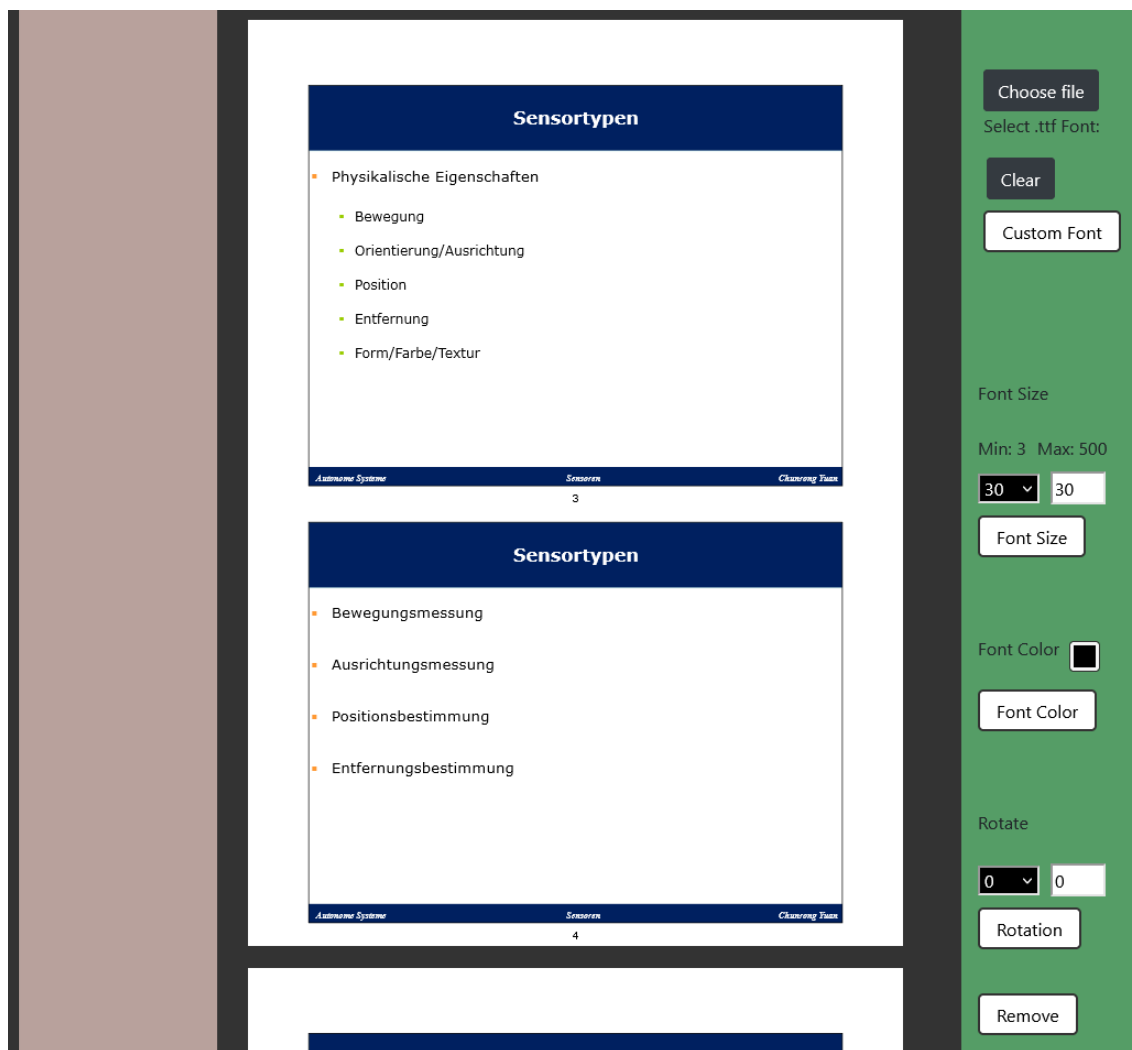 Sensortypen
Physikalische Eigenschaften
Bewegung
Orientierung/Ausrichtung
Position
Entfernung
Form/Farbe/Textur
Autonome Systeme Sensoren Chunrong Yuan
3
Sensortypen
Bewegungsmessung
Ausrichtungsmessung
Positionsbestimmung
Entfernungsbestimmung
Autonome Systeme Sensoren Chunrong Yuan
4
Choose file
Select .ttf Font:
Clear
Custom Font
Font Size
Min: 3 Max: 500
30 30
Font Size
Font Color
Font Color
Rotate
0 0
Rotation
Remove